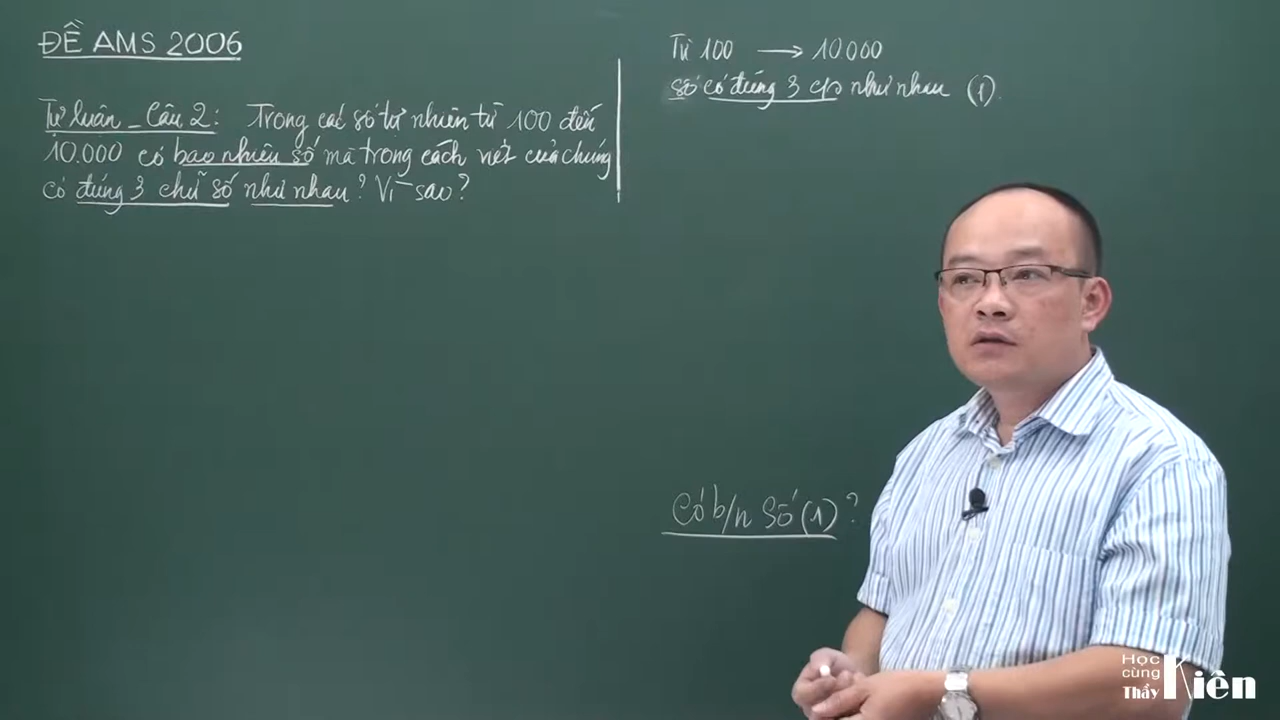 ĐỀ AMS 2006
Tự luận - Câu 2: Trong các số tự nhiên từ 100 đến
10.000 có bao nhiêu số mà trong cách viết của chúng
có đúng 3 chữ số như nhau? Vì sao?
Từ 100 → 10.000
số có đúng 3 c/s như nhau (1).
Có b/n số (1)?
Học
cùng
Thầy Kiên